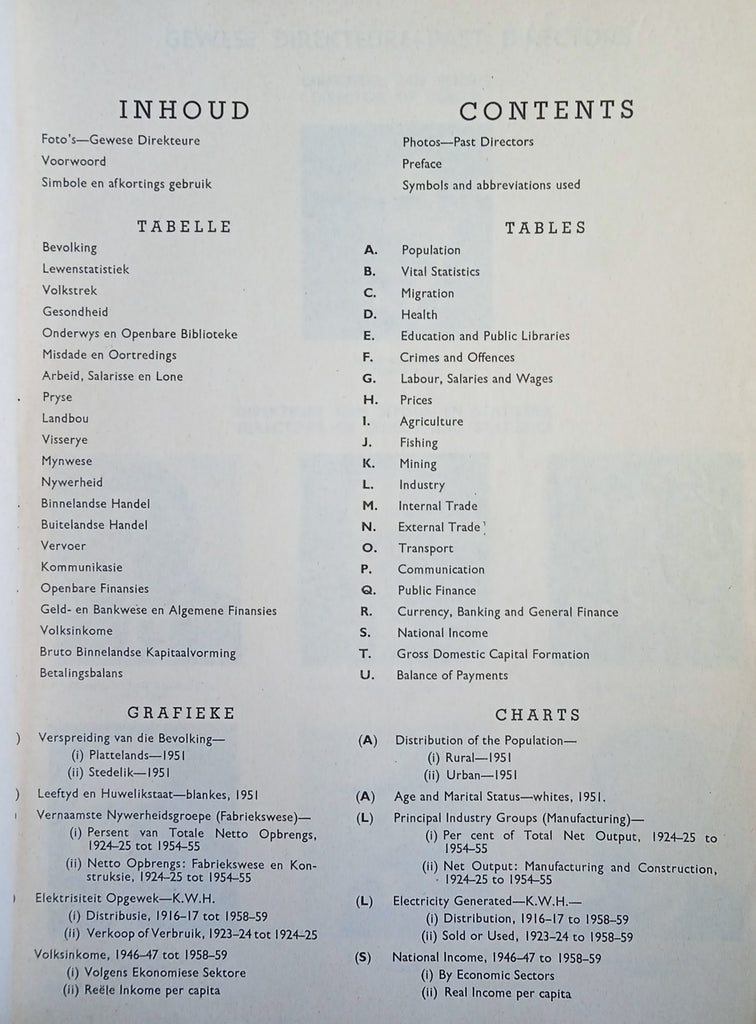 INHOUD
Foto's—Gewese Direkteure
Voorwoord
Simbole en afkortings gebruik
TABELLE
Bevolking
Lewenstatistiek
Volkstrek
Gesondheid
Onderwys en Openbare Biblioteke
Misdade en Oortredings
Arbeid, Salarisse en Lone
Pryse
Landbou
Visserye
Mynwese
Nywerheid
Binnelandse Handel
Buitelandse Handel
Vervoer
Kommunikasie
Openbare Finansies
Geld- en Bankwese en Algemene Finansies
Volksinkome
Bruto Binnelandse Kapitaalvorming
Betalingsbalans
GRAFIEKE
) Verspreiding van die Bevolking—
(i) Plattelands—1951
(ii) Stedelik—1951
) Leeftyd en Huwelikstaat—blankes, 1951
Vernaamste Nywerheidsgroepe (Fabriekswese)—
(i) Persent van Totale Netto Opbrengs,
1924-25 tot 1954-55
(ii) Netto Opbrengs: Fabriekswese en Kon-
struksie, 1924-25 tot 1954-55
) Elektrisiteit Opgewek—K.W.H.
(i) Distribusie, 1916-17 tot 1958-59
(ii) Verkoop of Verbruik, 1923-24 tot 1924-25
Volksinkome, 1946-47 tot 1958-59
(i) Volgens Ekonomiese Sektore
(ii) Reële Inkome per capita
CONTENTS
Photos—Past Directors
Preface
Symbols and abbreviations used
TABLES
A. Population
B. Vital Statistics
C. Migration
D. Health
E. Education and Public Libraries
F. Crimes and Offences
G. Labour, Salaries and Wages
H. Prices
I. Agriculture
J. Fishing
K. Mining
L. Industry
M. Internal Trade
N. External Trade
O. Transport
P. Communication
Q. Public Finance
R. Currency, Banking and General Finance
S. National Income
T. Gross Domestic Capital Formation
U. Balance of Payments
CHARTS
(A) Distribution of the Population—
(i) Rural—1951
(ii) Urban—1951
(A) Age and Marital Status—whites, 1951.
(L) Principal Industry Groups (Manufacturing)—
(i) Per cent of Total Net Output, 1924-25 to
1954-55
(ii) Net Output: Manufacturing and Construction,
1924-25 to 1954-55
(L) Electricity Generated—K.W.H.—
(i) Distribution, 1916-17 to 1958-59
(ii) Sold or Used, 1923-24 to 1958-59
(S) National Income, 1946-47 to 1958-59
(i) By Economic Sectors
(ii) Real Income per capita